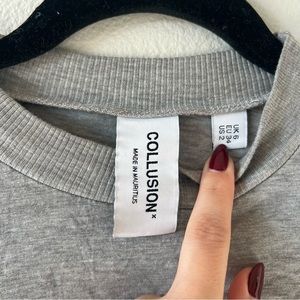 COLLUSION x
MADE IN MAURITIUS
UK 6
EU 34
US 2